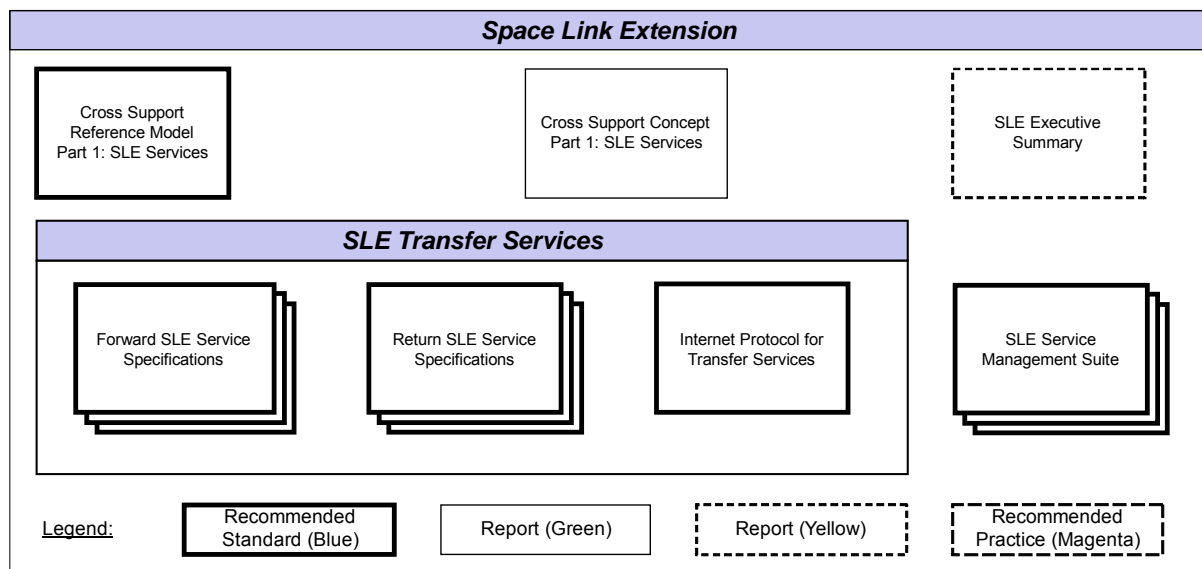 Space Link Extension
Cross Support
Reference Model
Part 1: SLE Services
Cross Support Concept
Part 1: SLE Services
SLE Executive
Summary
SLE Transfer Services
Forward SLE Service
Specifications
Return SLE Service
Specifications
Internet Protocol for
Transfer Services
SLE Service
Management Suite
Legend:
Recommended
Standard (Blue)
Report (Green)
Report (Yellow)
Recommended
Practice (Magenta)